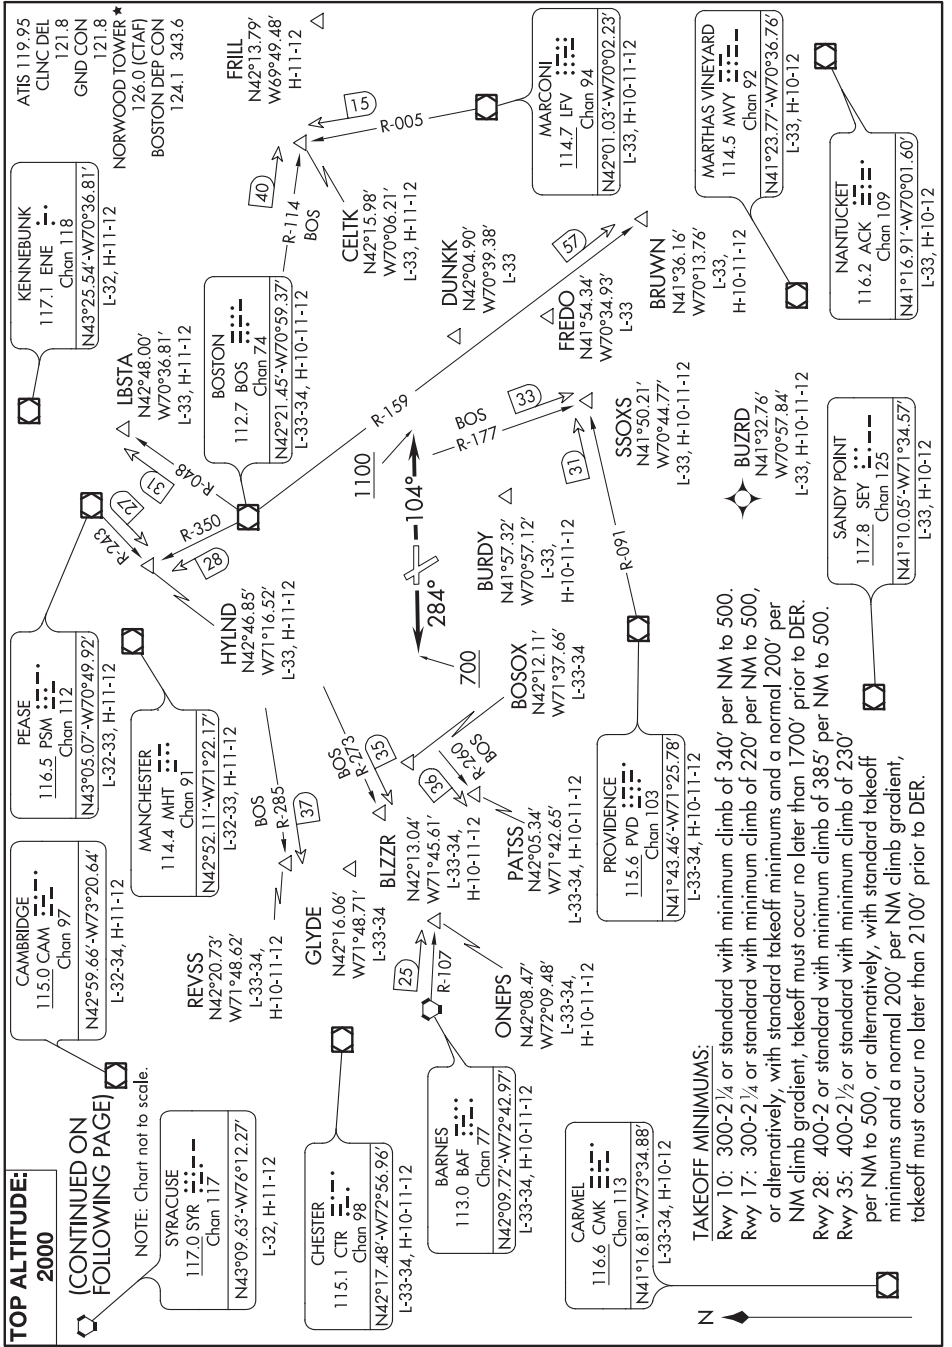 TOP ALTITUDE:
2000
(CONTINUED ON
FOLLOWING PAGE)
NOTE: Chart not to scale.
SYRACUSE
117.0 SYR
Chan 117
N43°09.63'-W76°12.27'
L-32, H-11-12
CAMBRIDGE
115.0 CAM
Chan 97
N42°59.66'-W73°20.64'
L-32-34, H-11-12
PEASE
116.5 PSM
Chan 112
N43°05.07'-W70°49.92'
L-32-33, H-11-12
KENNEBUNK
117.1 ENE
Chan 118
N43°25.54'-W70°36.81'
L-32, H-11-12
ATIS 119.95
CLNC DEL
121.8
GND CON
121.8
NORWOOD TOWER★
126.0 (CTAF)
BOSTON DEP CON
124.1 343.6
MANCHESTER
114.4 MHT
Chan 91
N42°52.11'-W71°22.17'
L-32-33, H-11-12
R-243
27
LBSTA
N42°48.00'
W70°36.81'
L-33, H-11-12
31
R-048
R-350
28
HYLND
N42°46.85'
W71°16.52'
L-33, H-11-12
BOSTON
112.7 BOS
Chan 74
N42°21.45'-W70°59.37'
L-33-34, H-10-11-12
40
R-114
BOS
FRILL
N42°13.79'
W69°49.48'
H-11-12
15
R-005
CELTK
N42°15.98'
W70°06.21'
L-33, H-11-12
MARCONI
114.7 LFV
Chan 94
N42°01.03'-W70°02.23'
L-33, H-10-11-12
REVSS
N42°20.73'
W71°48.62'
L-33-34,
H-10-11-12
BOS
R-285
37
GLYDE
N42°16.06'
W71°48.71'
L-33-34
BOS
R-273
35
BLZZR
N42°13.04'
W71°45.61'
L-33-34,
H-10-11-12
CHESTER
115.1 CTR
Chan 98
N42°17.48'-W72°56.96'
L-33-34, H-10-11-12
25
R-107
BARNES
113.0 BAF
Chan 77
N42°09.72'-W72°42.97'
L-33-34, H-10-11-12
ONEPS
N42°08.47'
W72°09.48'
L-33-34,
H-10-11-12
36
R-260
BOS
PATSS
N42°05.34'
W71°42.65'
L-33-34, H-10-11-12
BOSOX
N42°12.11'
W71°37.66'
L-33-34
700
284°
104°
1100
R-159
57
DUNKK
N42°04.90'
W70°39.38'
L-33
BOS
R-177
33
BURDY
N41°57.32'
W70°57.12'
L-33,
H-10-11-12
FREDO
N41°54.34'
W70°34.93'
L-33
BRUWN
N41°36.16'
W70°13.76'
L-33,
H-10-11-12
31
R-091
SSOXS
N41°50.21'
W70°44.77'
L-33, H-10-11-12
PROVIDENCE
115.6 PVD
Chan 103
N41°43.46'-W71°25.78'
L-33-34, H-10-11-12
MARTHAS VINEYARD
114.5 MVY
Chan 92
N41°23.77'-W70°36.76'
L-33, H-10-12
BUZRD
N41°32.76'
W70°57.84'
L-33, H-10-11-12
NANTUCKET
116.2 ACK
Chan 109
N41°16.91'-W70°01.60'
L-33, H-10-12
SANDY POINT
117.8 SEY
Chan 125
N41°10.05'-W71°34.57'
L-33, H-10-12
CARMEL
116.6 CMK
Chan 113
N41°16.81'-W73°34.88'
L-33-34, H-10-12
N
TAKEOFF MINIMUMS:
Rwy 10: 300-2¼ or standard with minimum climb of 340' per NM to 500.
Rwy 17: 300-2¼ or standard with minimum climb of 220' per NM to 500,
or alternatively, with standard takeoff minimums and a normal 200' per
NM climb gradient, takeoff must occur no later than 1700' prior to DER.
Rwy 28: 400-2 or standard with minimum climb of 385' per NM to 500.
Rwy 35: 400-2½ or standard with minimum climb of 230'
per NM to 500, or alternatively, with standard takeoff
minimums and a normal 200' per NM climb gradient,
takeoff must occur no later than 2100' prior to DER.